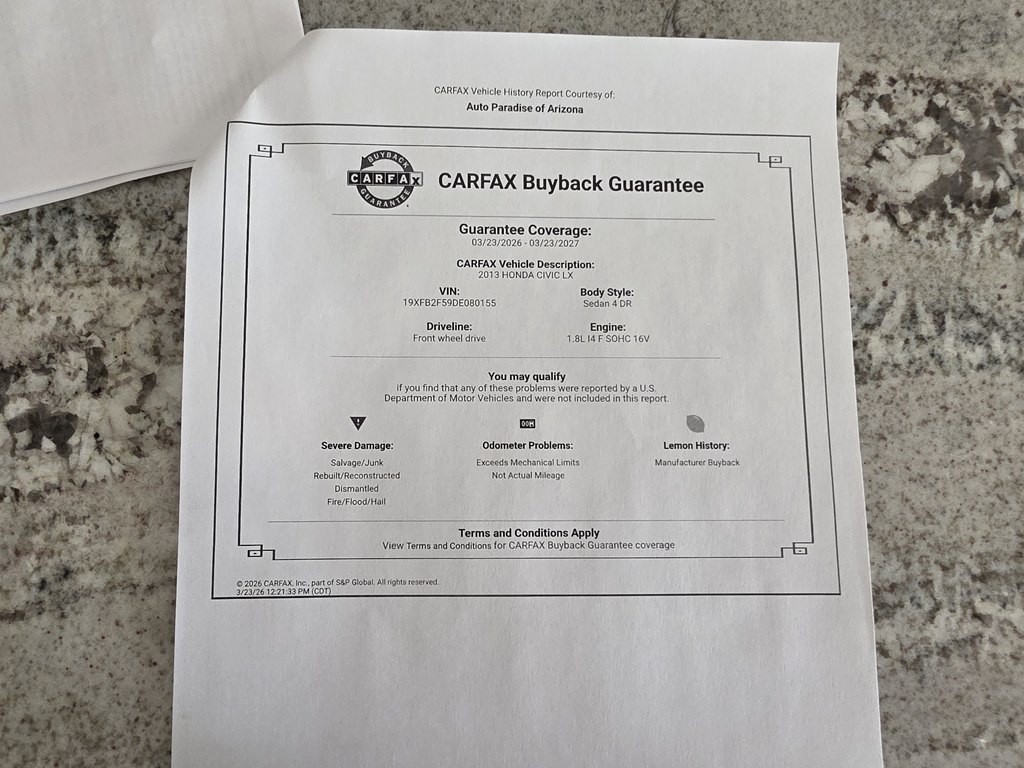 CARFAX Vehicle History Report Courtesy of:
Auto Paradise of Arizona
BUYBACK
CARFAX
GUARANTEE
CARFAX Buyback Guarantee
Guarantee Coverage:
03/23/2026 - 03/23/2027
CARFAX Vehicle Description:
2013 HONDA CIVIC LX
VIN:
19XFB2F59DE080155
Body Style:
Sedan 4 DR
Driveline:
Front wheel drive
Engine:
1.8L I4 F SOHC 16V
You may qualify
if you find that any of these problems were reported by a U.S.
Department of Motor Vehicles and were not included in this report.
Severe Damage:
Salvage/Junk
Rebuilt/Reconstructed
Dismantled
Fire/Flood/Hail
Odometer Problems:
Exceeds Mechanical Limits
Not Actual Mileage
Lemon History:
Manufacturer Buyback
Terms and Conditions Apply
View Terms and Conditions for CARFAX Buyback Guarantee coverage
© 2026 CARFAX, Inc., part of S&P Global. All rights reserved.
3/23/26 12:21:33 PM (CDT)